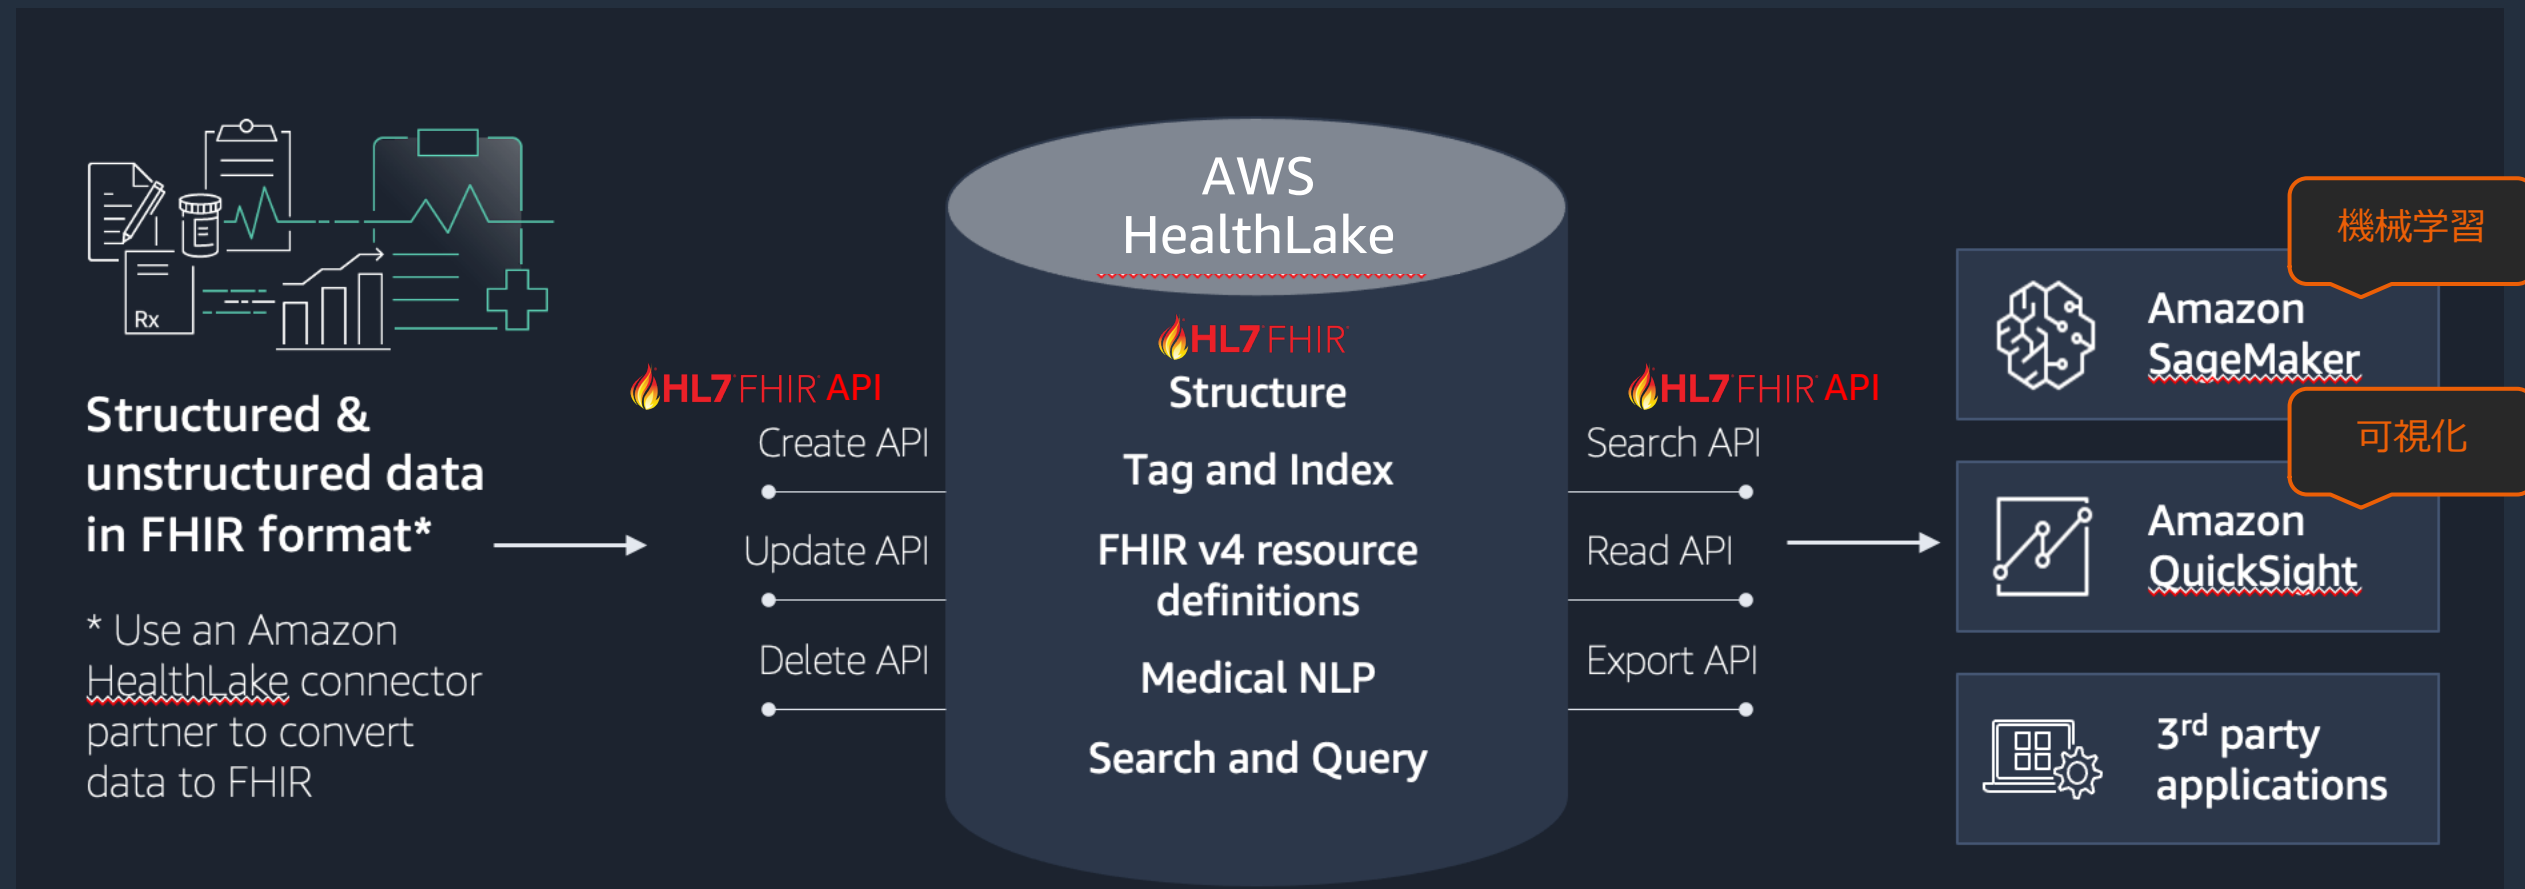 Rx
Structured &
unstructured data
in FHIR format*
* Use an Amazon
HealthLake connector
partner to convert
data to FHIR
HL7 FHIR API
Create API
Update API
Delete API
AWS
HealthLake
HL7 FHIR
Structure
Tag and Index
FHIR v4 resource
definitions
Medical NLP
Search and Query
HL7 FHIR API
Search API
Read API
Export API
機械学習
Amazon
SageMaker
可視化
Amazon
QuickSight
3rd party
applications